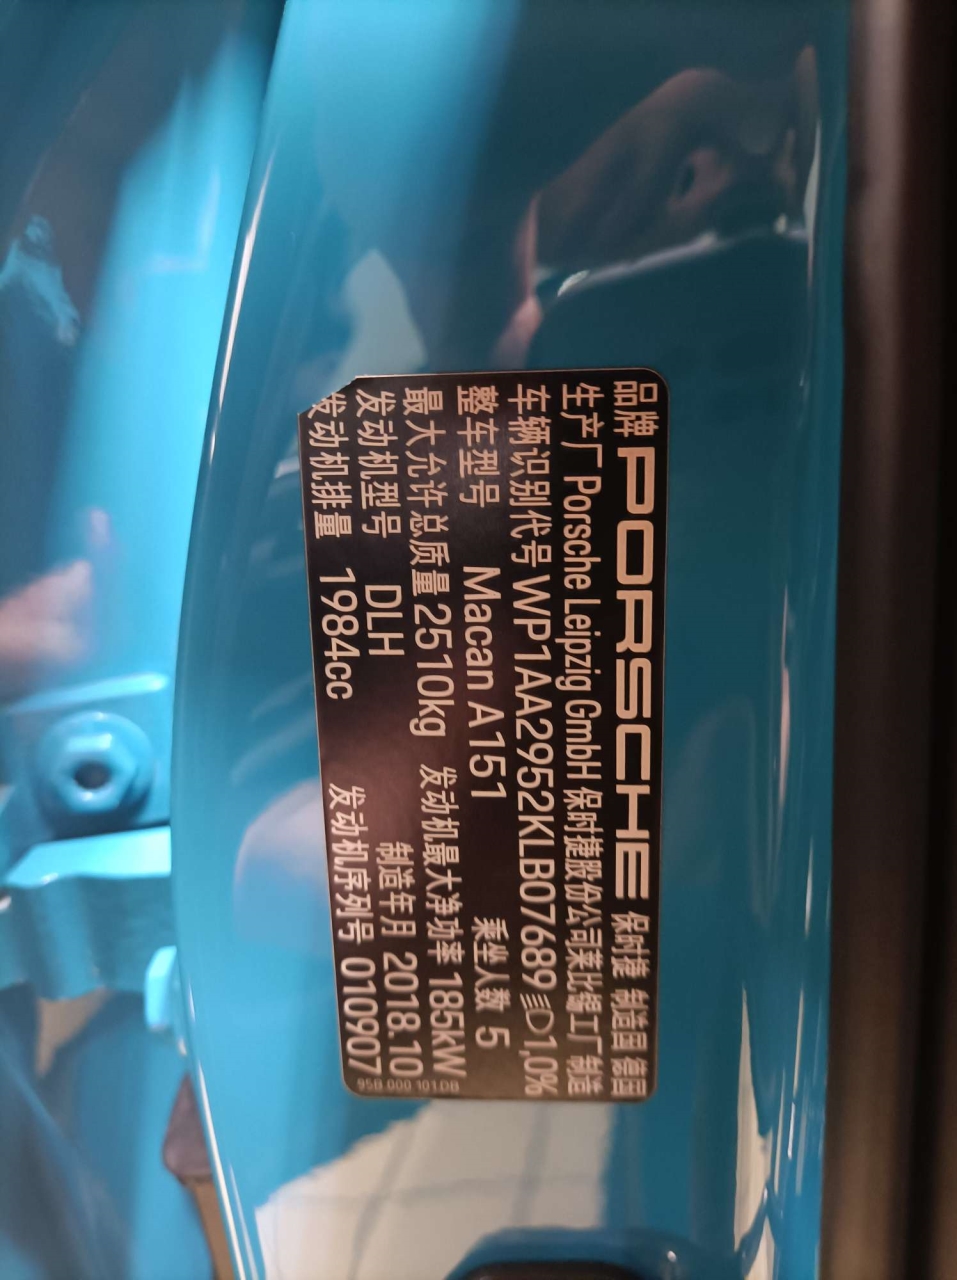 品牌 PORSCHE 保时捷 制造国 德国
生产厂 Porsche Leipzig GmbH 保时捷股份公司莱比锡工厂 制造
车辆识别代号 WP1AA2952KLB07689 1,0%
整车型号 Macan A151 乘坐人数 5
最大允许总质量 2510kg 发动机最大净功率 185kW
发动机型号 DLH 制造年月 2018.10
发动机排量 1984cc 发动机序列号 010907
95B.000.101.DB